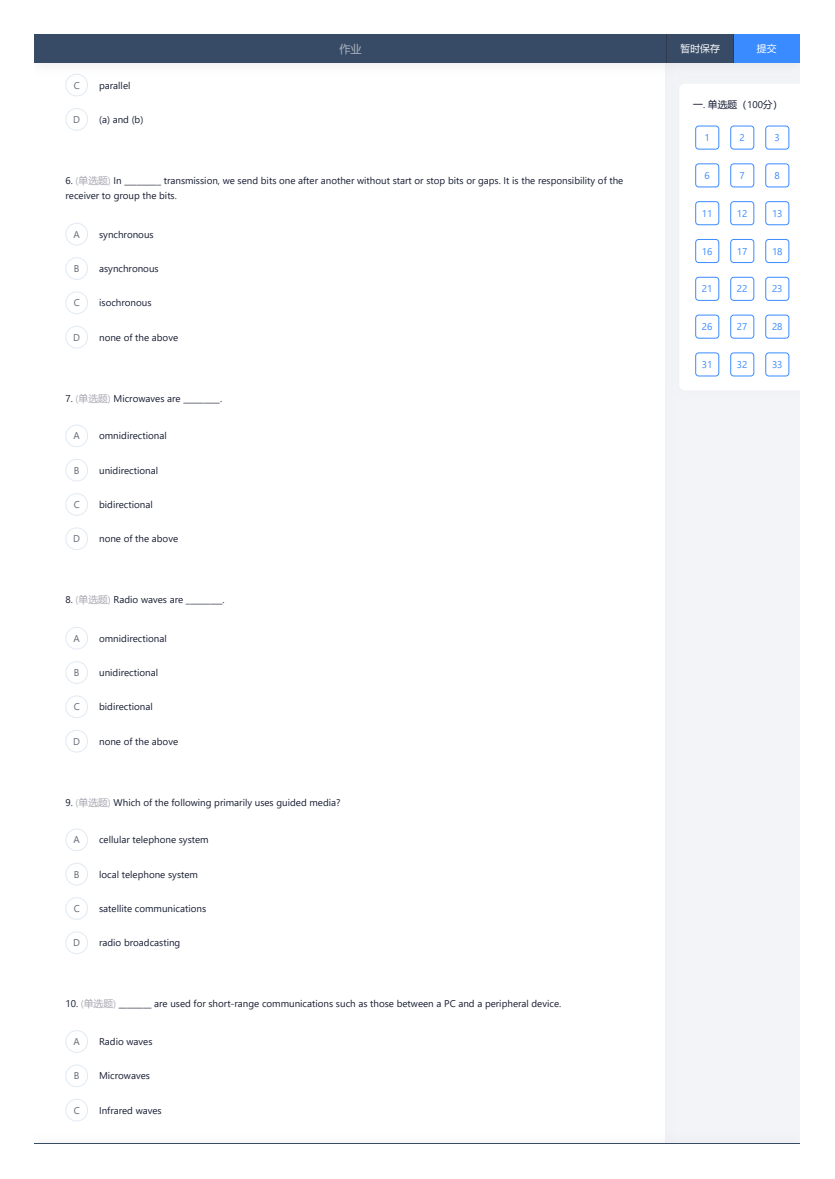 作业
暂时保存
提交
C parallel
D (a) and (b)
6. (单选题) In ________ transmission, we send bits one after another without start or stop bits or gaps. It is the responsibility of the
receiver to group the bits.
A synchronous
B asynchronous
C isochronous
D none of the above
7. (单选题) Microwaves are ________.
A omnidirectional
B unidirectional
C bidirectional
D none of the above
8. (单选题) Radio waves are ________.
A omnidirectional
B unidirectional
C bidirectional
D none of the above
9. (单选题) Which of the following primarily uses guided media?
A cellular telephone system
B local telephone system
C satellite communications
D radio broadcasting
10. (单选题) _______ are used for short-range communications such as those between a PC and a peripheral device.
A Radio waves
B Microwaves
C Infrared waves
一. 单选题（100分）
1 2 3
6 7 8
11 12 13
16 17 18
21 22 23
26 27 28
31 32 33